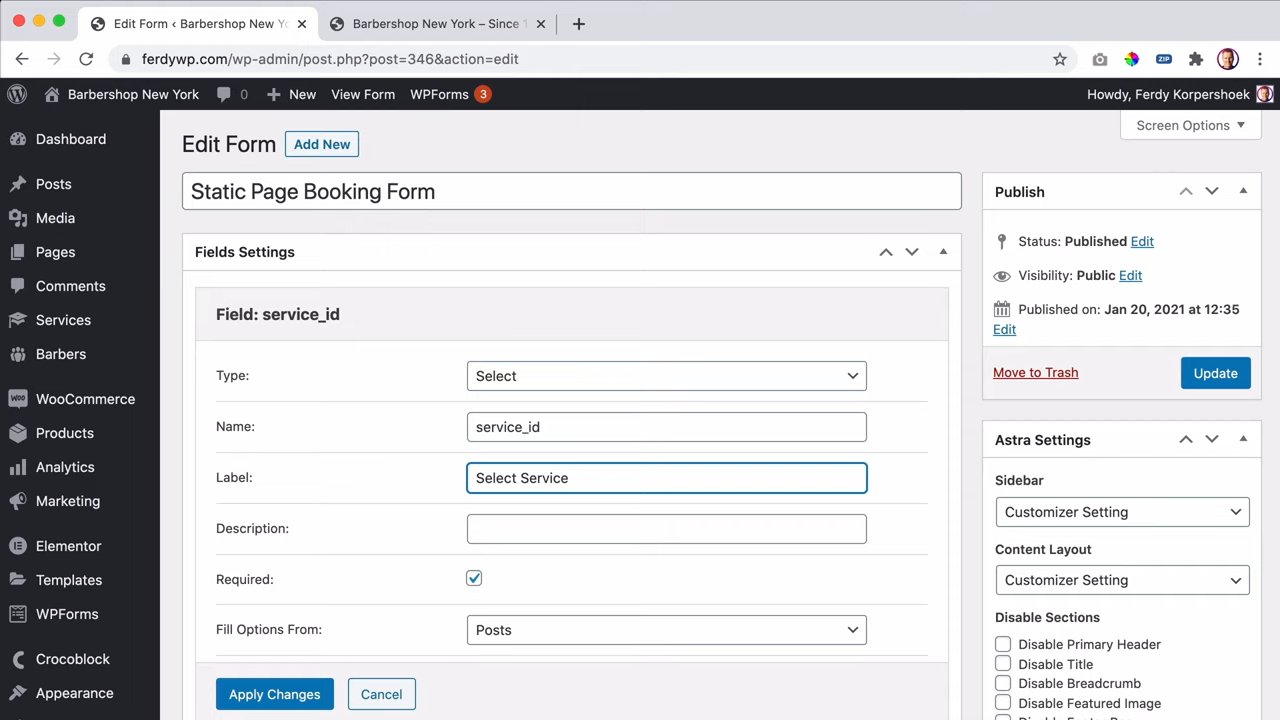 Edit Form ‹ Barbershop New Yo
Barbershop New York – Since 1
ferdywp.com/wp-admin/post.php?post=346&action=edit
ZIP
Barbershop New York
0
New
View Form
WPForms
3
Howdy, Ferdy Korpershoek
Screen Options
Dashboard
Posts
Media
Pages
Comments
Services
Barbers
WOO
WooCommerce
Products
Analytics
Marketing
Elementor
Templates
WPForms
Crocoblock
Appearance
Edit Form
Add New
Static Page Booking Form
Fields Settings
Field: service_id
Type:
Select
Name:
service_id
Label:
Select Service
Description:
Required:
Fill Options From:
Posts
Apply Changes
Cancel
Publish
Status: Published Edit
Visibility: Public Edit
Published on: Jan 20, 2021 at 12:35
Edit
Move to Trash
Update
Astra Settings
Sidebar
Customizer Setting
Content Layout
Customizer Setting
Disable Sections
Disable Primary Header
Disable Title
Disable Breadcrumb
Disable Featured Image